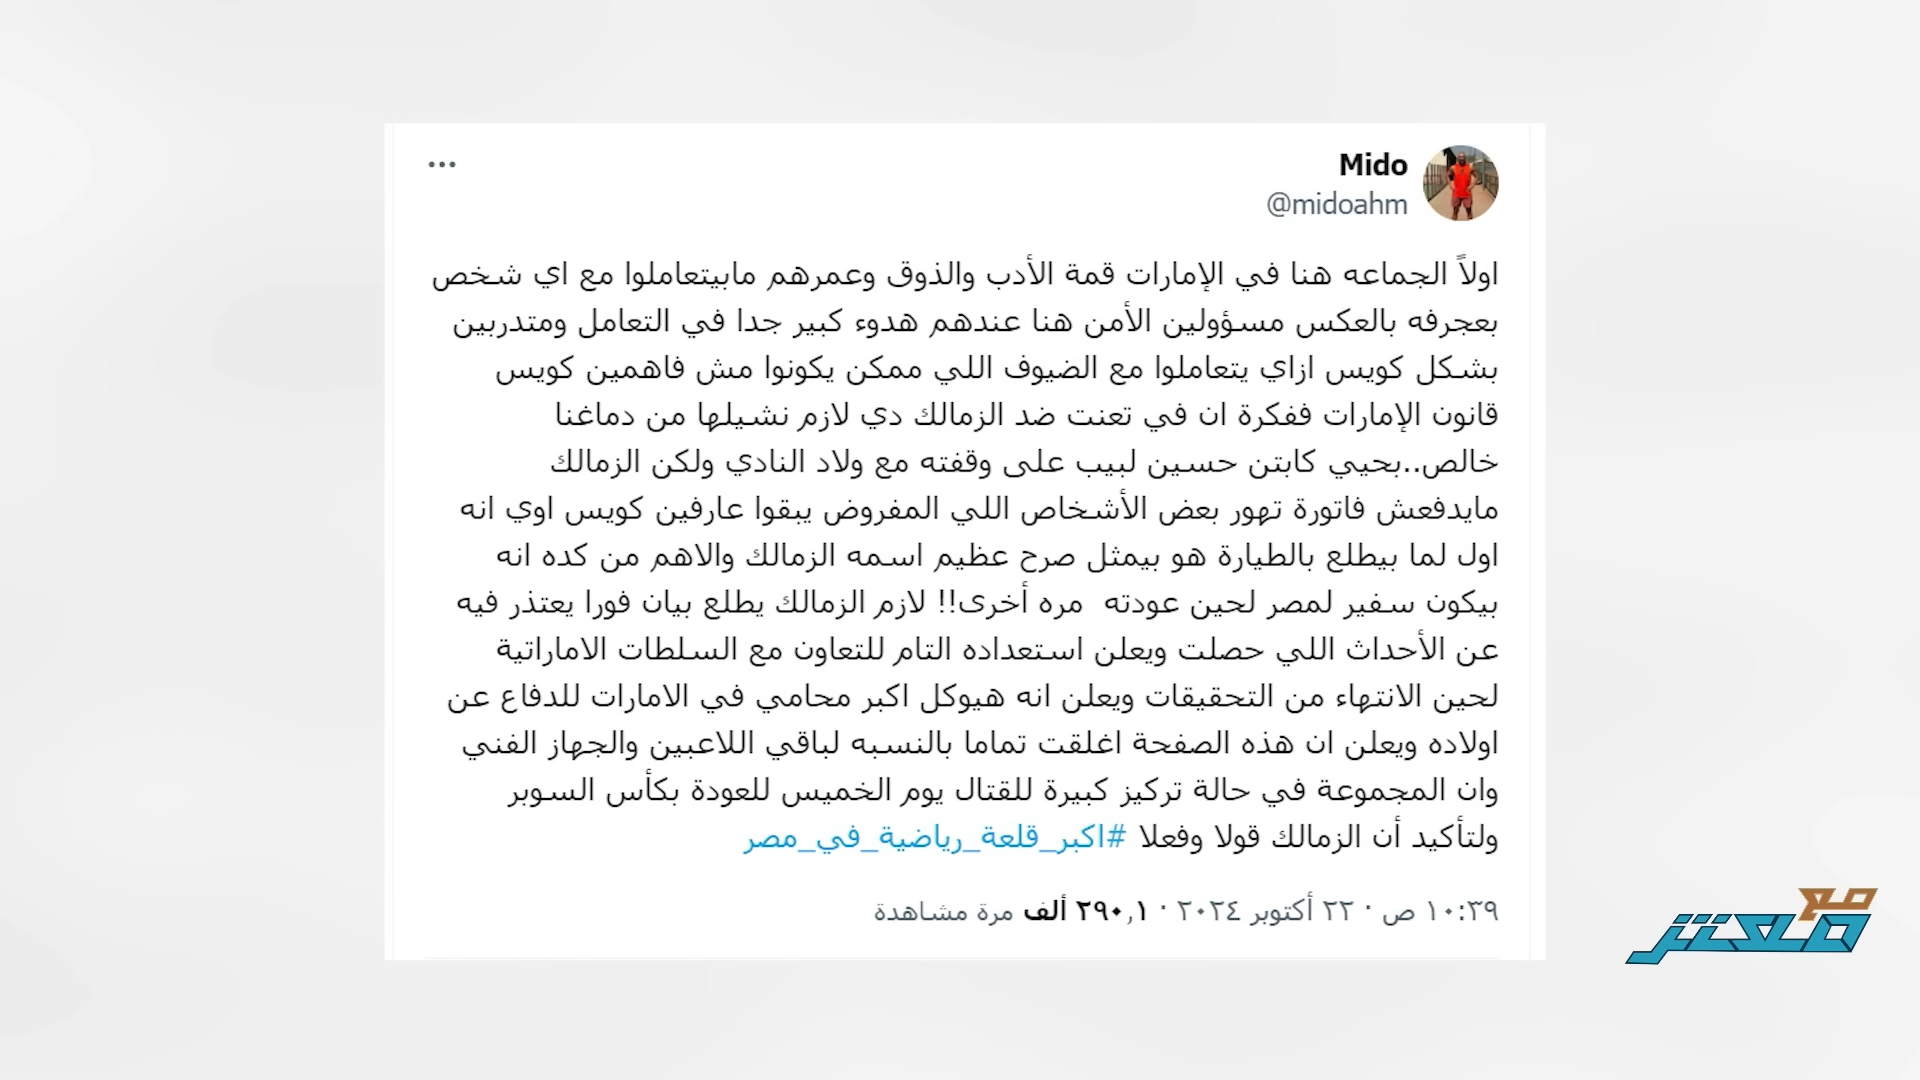 Mido
@midoahm
اولاً الجماعه هنا في الإمارات قمة الأدب والذوق وعمرهم مابيتعاملوا مع اي شخص
بعجرفه بالعكس مسؤولين الأمن هنا عندهم هدوء كبير جدا في التعامل ومتدربين
بشكل كويس ازاي يتعاملوا مع الضيوف اللي ممكن يكونوا مش فاهمين كويس
قانون الإمارات ففكرة ان في تعنت ضد الزمالك دي لازم نشيلها من دماغنا
خالص..بحيي كابتن حسين لبيب على وقفته مع ولاد النادي ولكن الزمالك
مايدفعش فاتورة تهور بعض الأشخاص اللي المفروض يبقوا عارفين كويس اوي انه
اول لما بيطلع بالطيارة هو بيمثل صرح عظيم اسمه الزمالك والاهم من كده انه
بيكون سفير لمصر لحين عودته  مره أخرى!! لازم الزمالك يطلع بيان فورا يعتذر فيه
عن الأحداث اللي حصلت ويعلن استعداده التام للتعاون مع السلطات الاماراتية
لحين الانتهاء من التحقيقات ويعلن انه هيوكل اكبر محامي في الامارات للدفاع عن
اولاده ويعلن ان هذه الصفحة اغلقت تماما بالنسبه لباقي اللاعبين والجهاز الفني
وان المجموعة في حالة تركيز كبيرة للقتال يوم الخميس للعودة بكأس السوبر
ولتأكيد أن الزمالك قولا وفعلا #اكبر_قلعة_رياضية_في_مصر
١٠:٣٩ ص · ٢٢ أكتوبر ٢٠٢٤ · ٢٩٠٫١ ألف مرة مشاهدة
مع
معتز